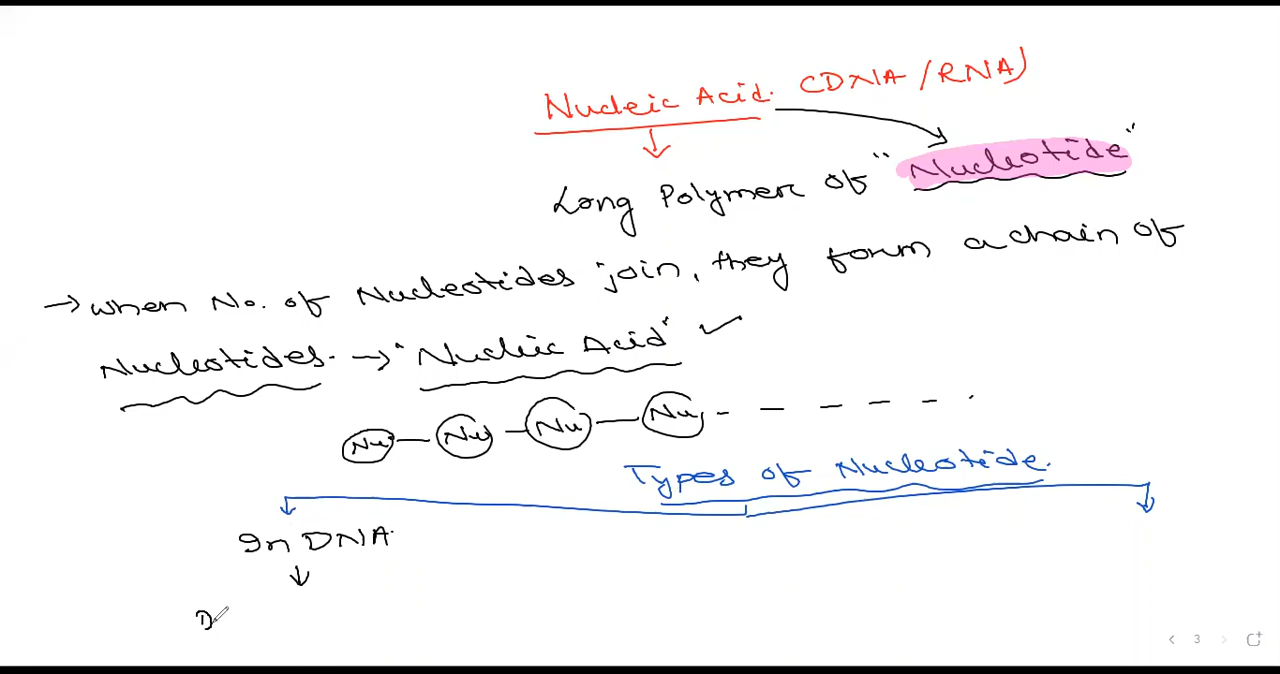 Nucleic Acid. (DNA/RNA)
Long Polymer of "Nucleotide"
→ When No. of Nucleotides join, they form a chain of
Nucleotides. → "Nucleic Acid" ✓
Nu - Nu - Nu - Nu - - - - - -
Types of Nucleotide.
In DNA.
D
3